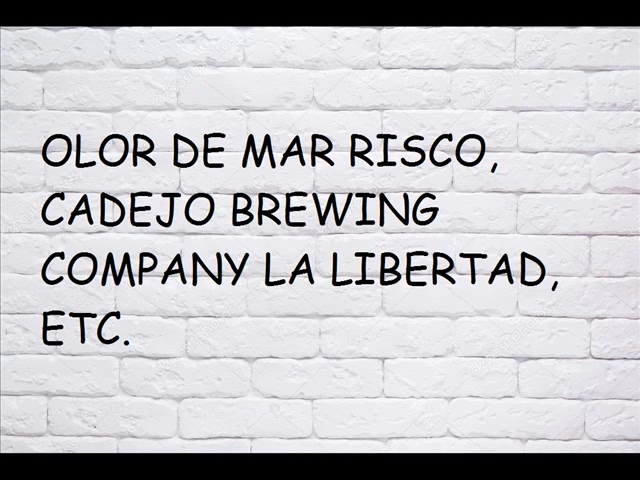 OLOR DE MAR RISCO,
CADEJO BREWING
COMPANY LA LIBERTAD,
ETC.